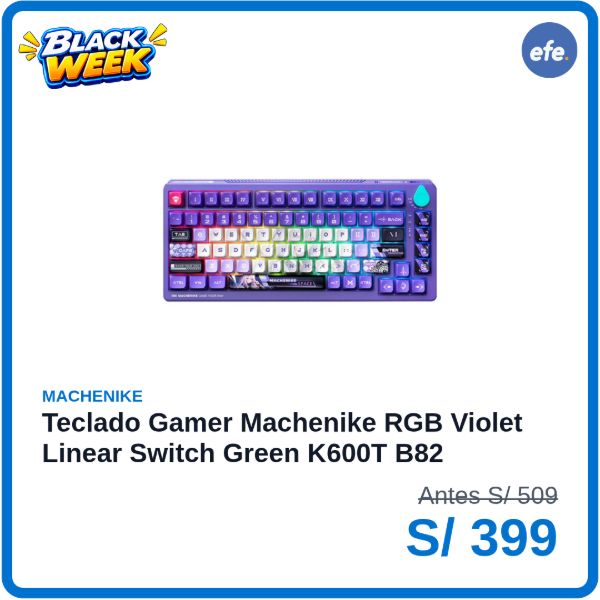 BLACK
WEEK
efe.
MACHENIKE
Teclado Gamer Machenike RGB Violet
Linear Switch Green K600T B82
Antes S/ 509
S/ 399